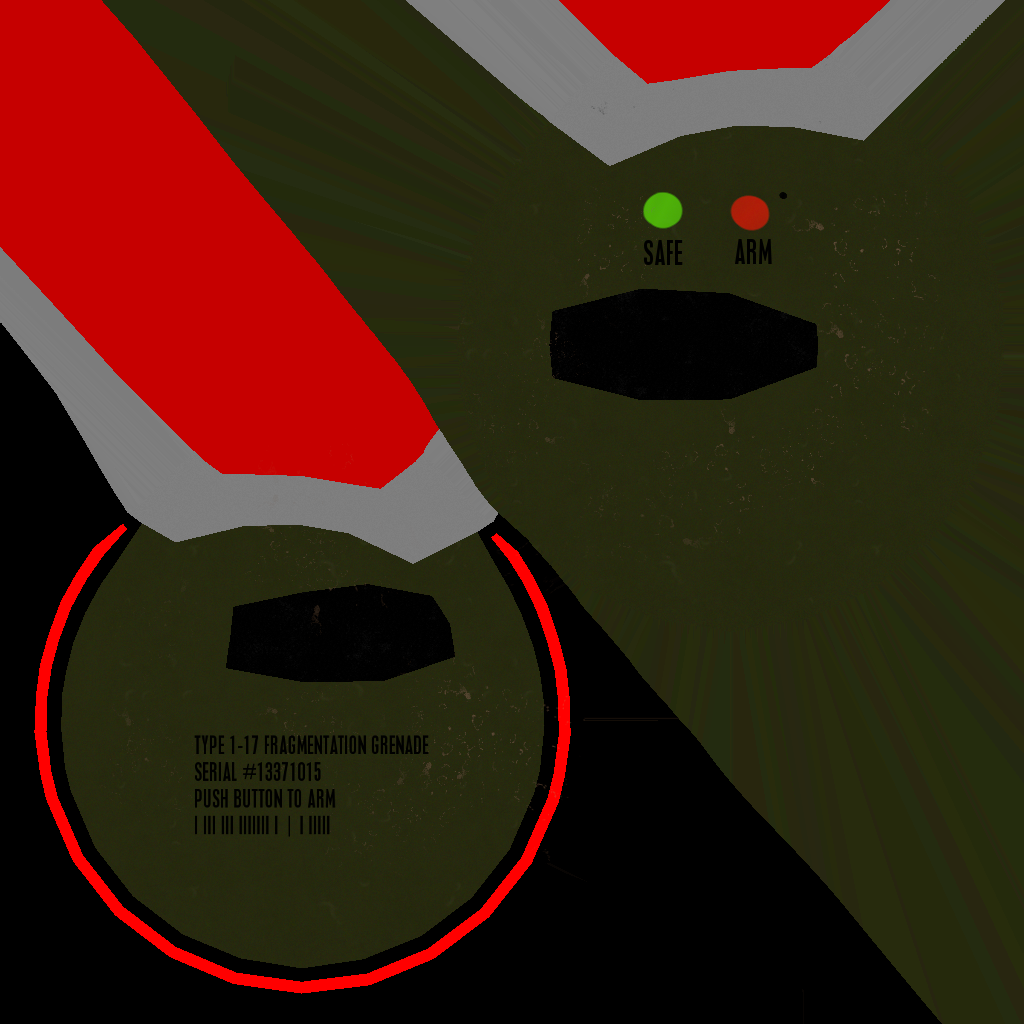 SAFE ARM
TYPE 1-17 FRAGMENTATION GRENADE
SERIAL #13371015
PUSH BUTTON TO ARM